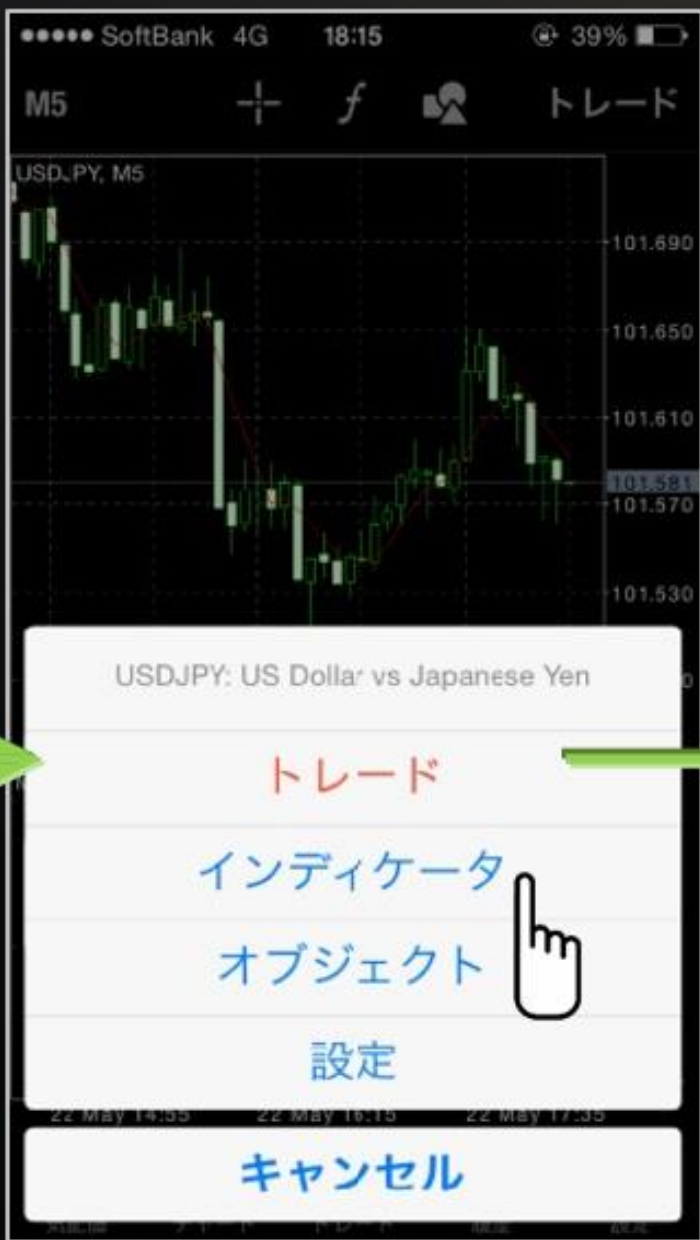 SoftBank 4G 18:15 39%
M5 トレード
USDJPY, M5
101.690
101.650
101.610
101.581
101.570
101.530
USDJPY: US Dollar vs Japanese Yen
トレード
インディケータ
オブジェクト
設定
22 May 14:55 22 May 16:15 22 May 17:35
キャンセル